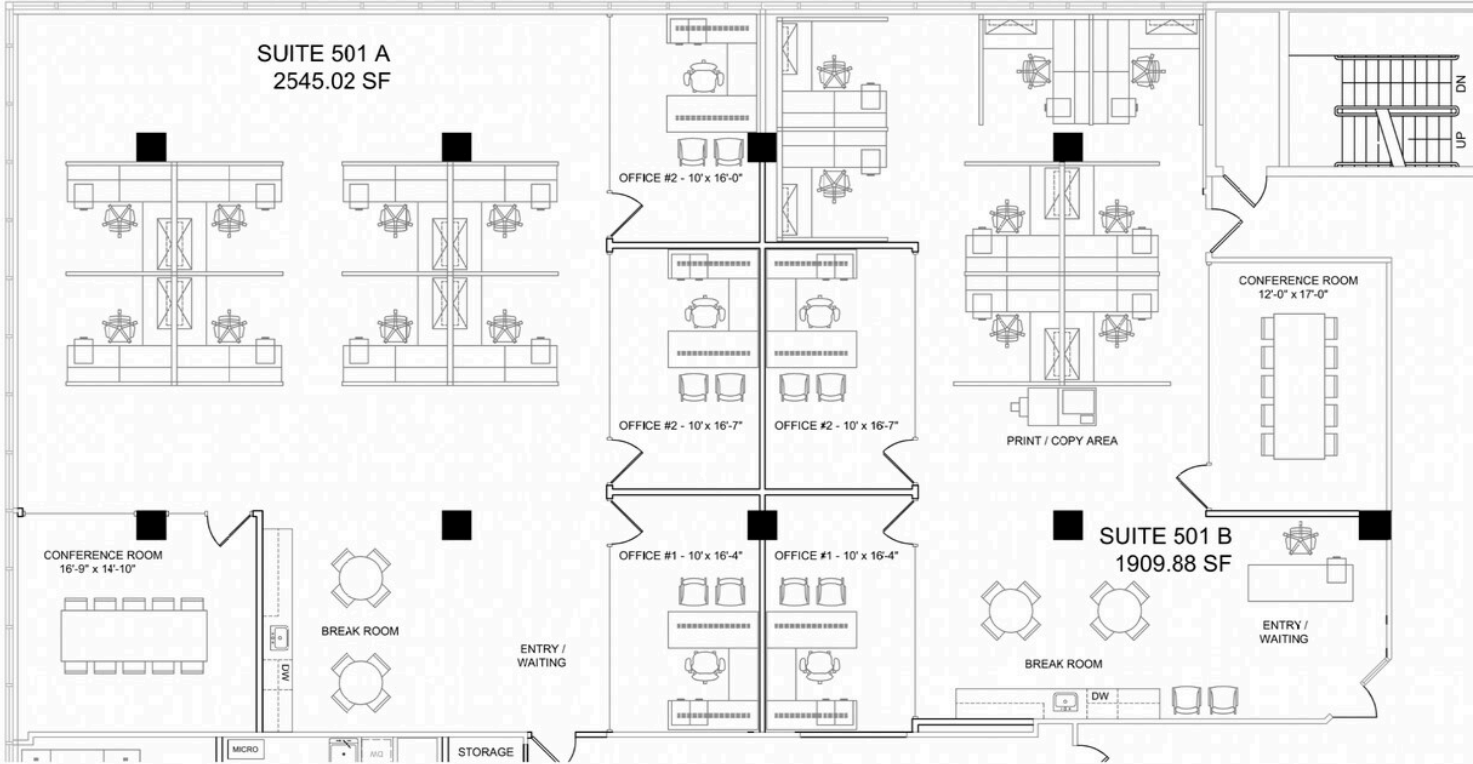 SUITE 501 A
2545.02 SF
DN
UP
OFFICE #2 - 10' x 16'-0"
CONFERENCE ROOM
12'-0" x 17'-0"
OFFICE #2 - 10' x 16'-7"
OFFICE #2 - 10' x 16'-7"
PRINT / COPY AREA
CONFERENCE ROOM
16'-9" x 14'-10"
OFFICE #1 - 10' x 16'-4"
OFFICE #1 - 10' x 16'-4"
SUITE 501 B
1909.88 SF
BREAK ROOM
ENTRY /
WAITING
ENTRY /
WAITING
BREAK ROOM
DW
DW
MICRO
DW
STORAGE